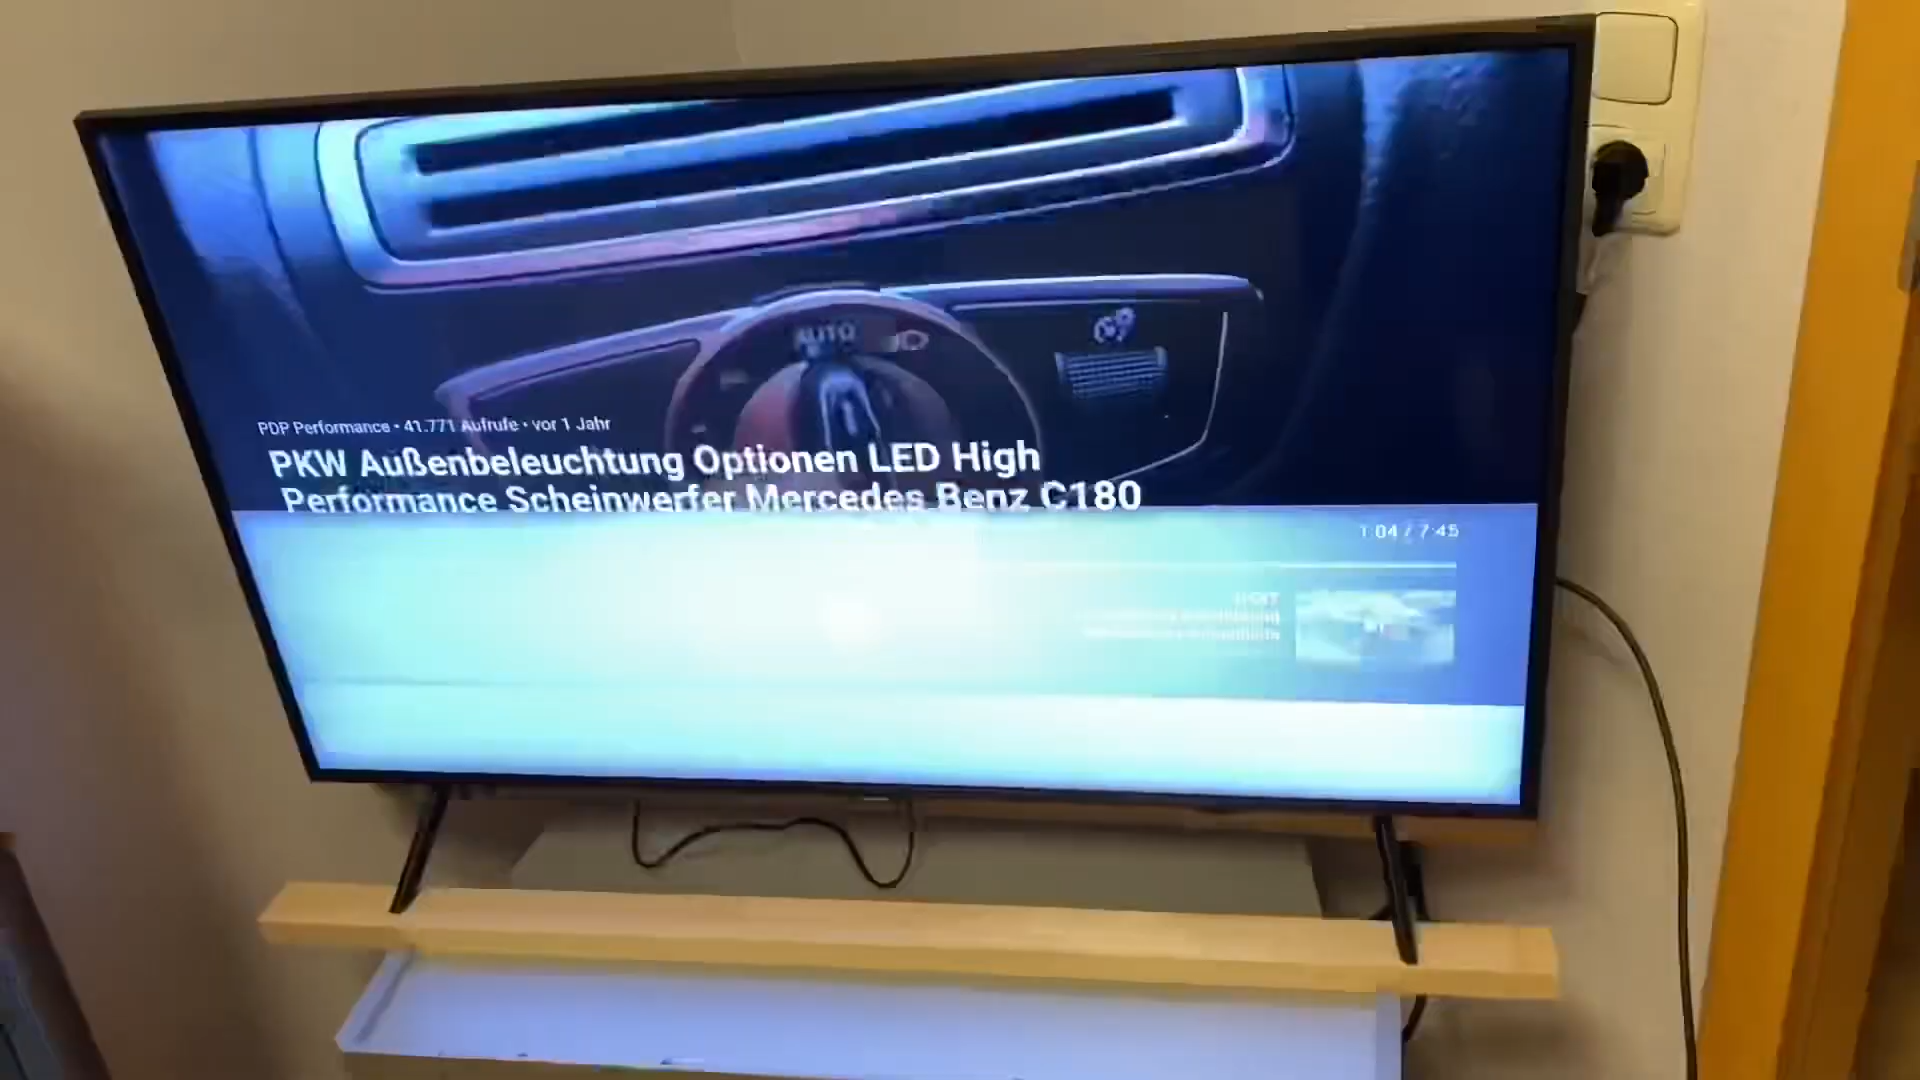 AUTO
PDP Performance • 41.771 Aufrufe • vor 1 Jahr
PKW Außenbeleuchtung Optionen LED High
Performance Scheinwerfer Mercedes Benz C180
1:04 / 7:45